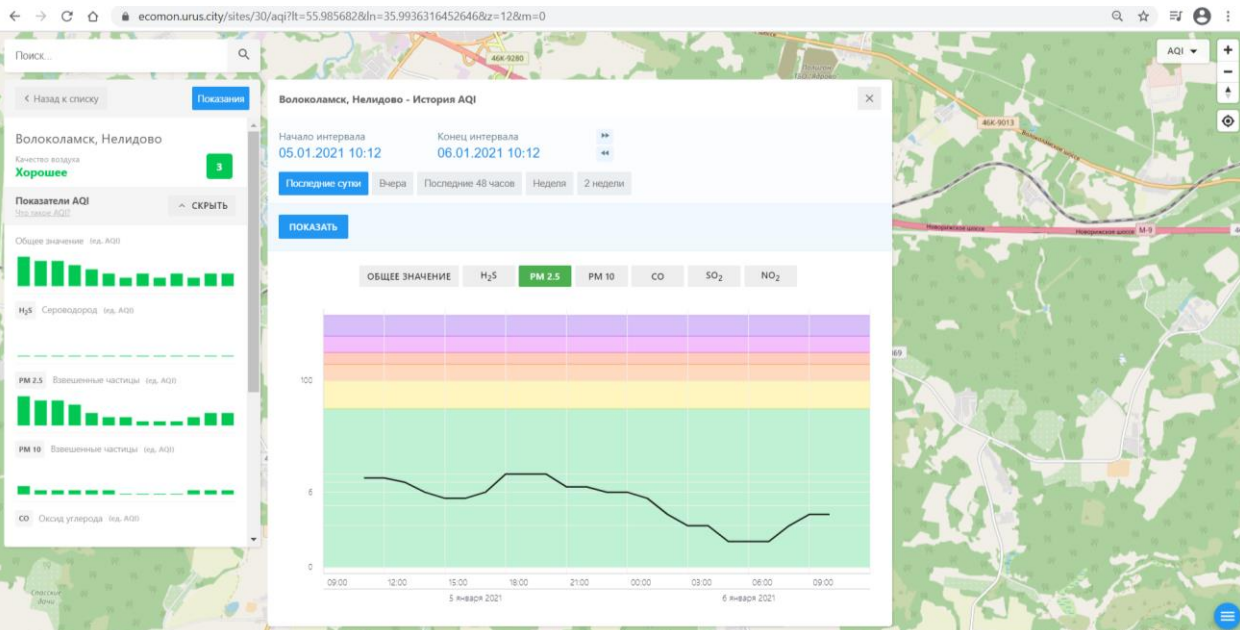 ecomon.urus.city/sites/30/aqi?lt=55.985682&ln=35.9936316452646&z=12&m=0
Поиск...
46К-9280
AQI
Назад к списку
Показания
Волоколамск, Нелидово
Качество воздуха
Хорошее
3
Показатели AQI
Что такое AQI?
СКРЫТЬ
Общее значение (ед. AQI)
H₂S Сероводород (ед. AQI)
PM 2.5 Взвешенные частицы (ед. AQI)
PM 10 Взвешенные частицы (ед. AQI)
CO Оксид углерода (ед. AQI)
Волоколамск, Нелидово - История AQI
Начало интервала
Конец интервала
05.01.2021 10:12
06.01.2021 10:12
Последние сутки
Вчера
Последние 48 часов
Неделя
2 недели
ПОКАЗАТЬ
ОБЩЕЕ ЗНАЧЕНИЕ
H₂S
PM 2.5
PM 10
CO
SO₂
NO₂
100
6
0
09:00
12:00
15:00
18:00
21:00
00:00
03:00
06:00
09:00
5 января 2021
6 января 2021
46К-9013
Волоколамское шоссе
Новорижское шоссе
Новорижское шоссе
М-9
Спасские
Дачи